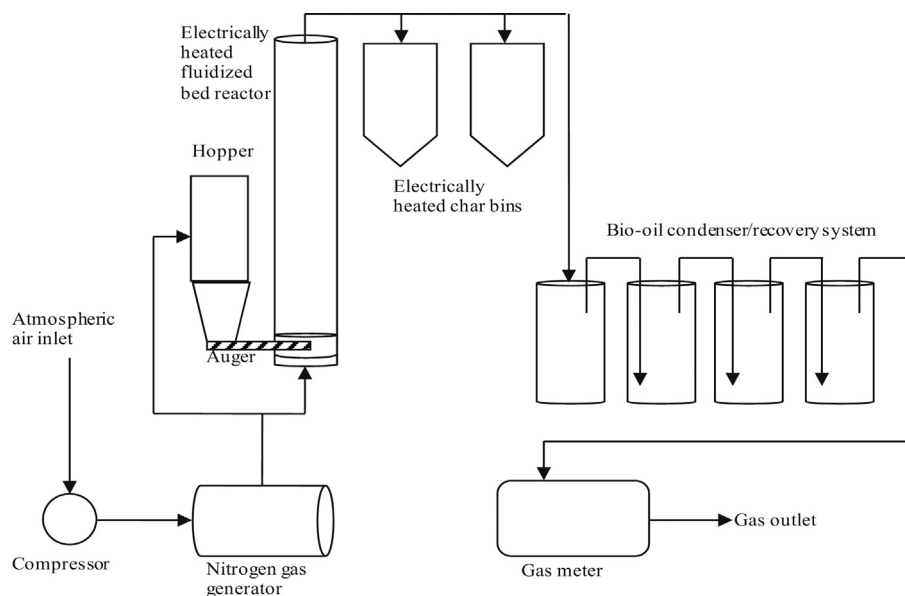 Electrically
heated
fluidized
bed reactor
Hopper
Electrically
heated char bins
Bio-oil condenser/recovery system
Atmospheric
air inlet
Auger
Compressor
Nitrogen gas
generator
Gas meter
Gas outlet